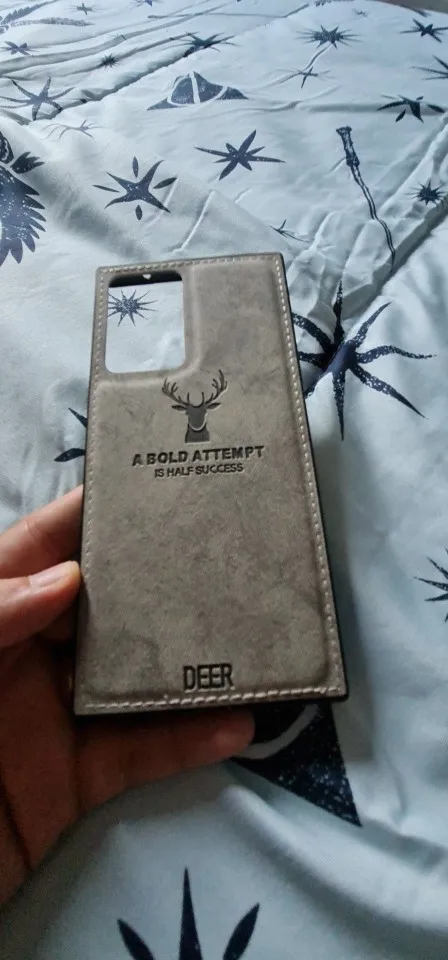 A BOLD ATTEMPT
IS HALF SUCCESS
DEER